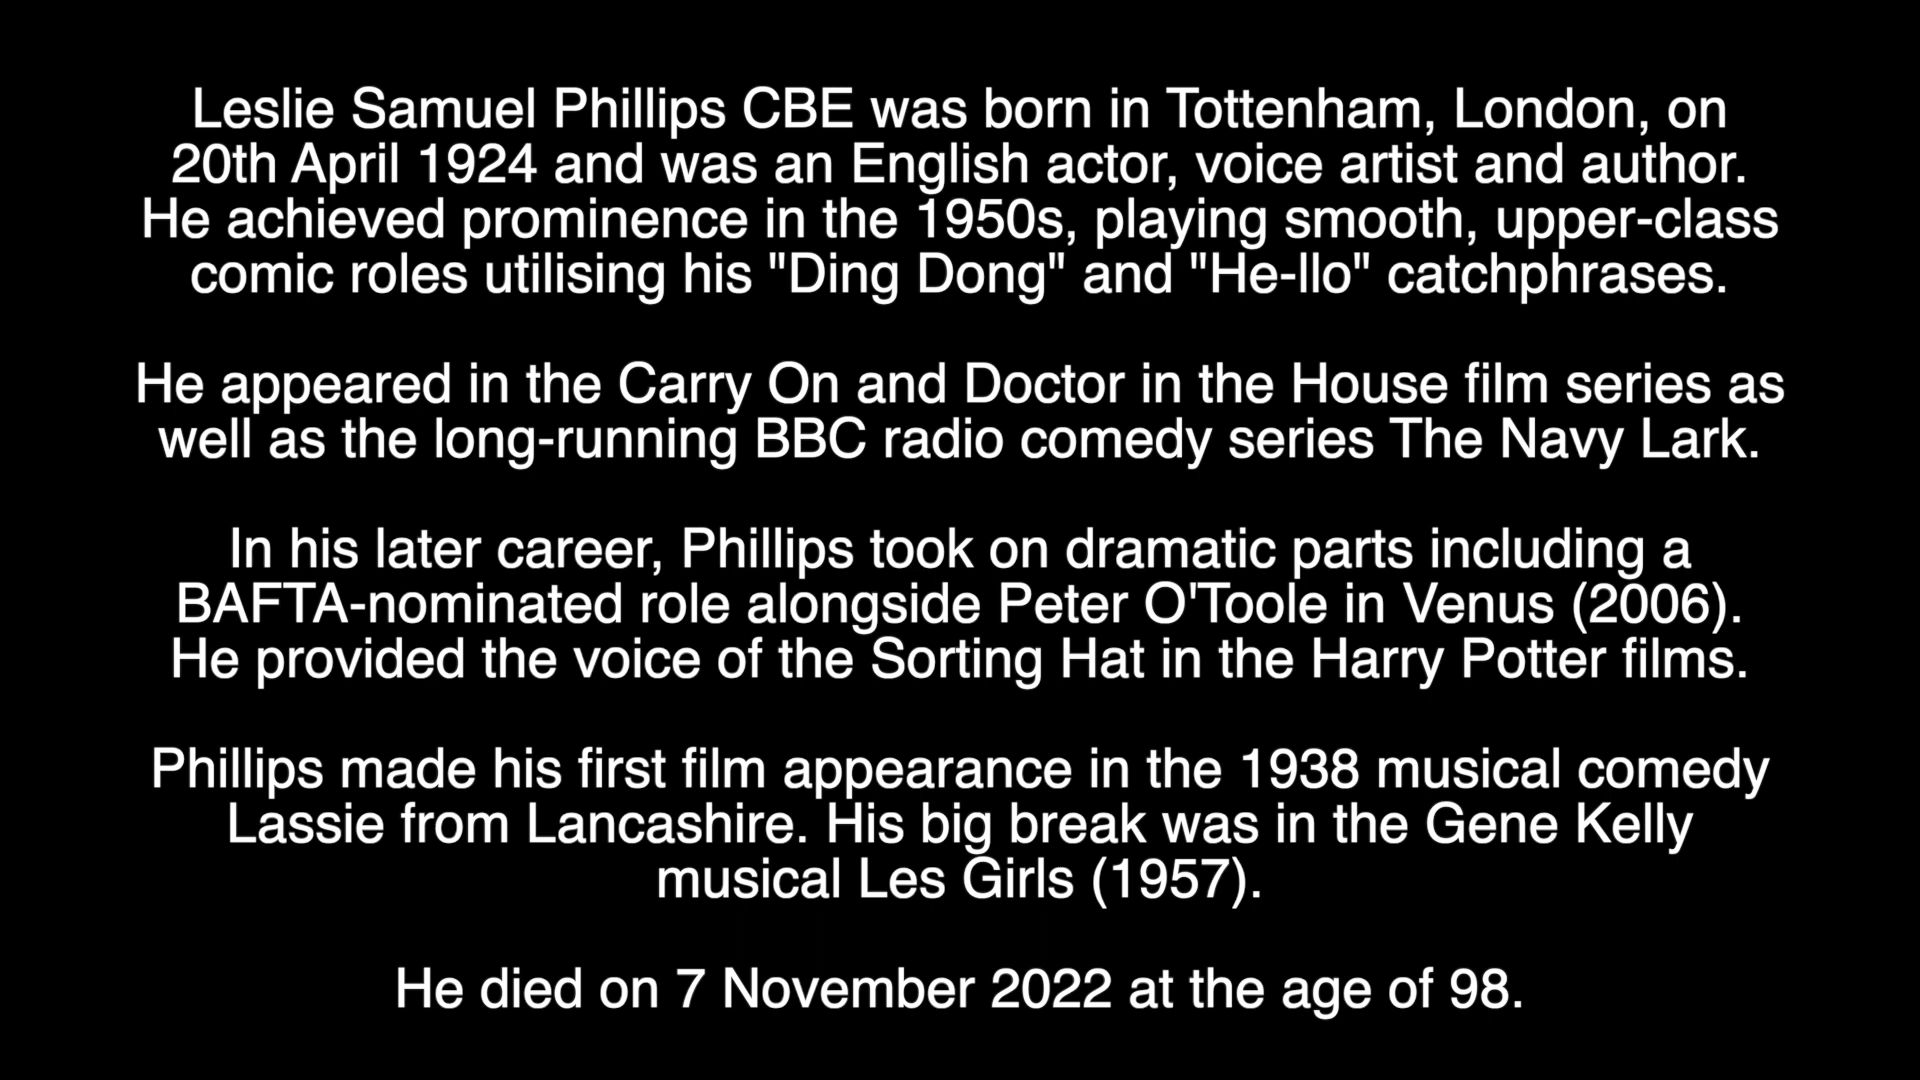 Leslie Samuel Phillips CBE was born in Tottenham, London, on
20th April 1924 and was an English actor, voice artist and author.
He achieved prominence in the 1950s, playing smooth, upper-class
comic roles utilising his "Ding Dong" and "He-llo" catchphrases.
He appeared in the Carry On and Doctor in the House film series as
well as the long-running BBC radio comedy series The Navy Lark.
In his later career, Phillips took on dramatic parts including a
BAFTA-nominated role alongside Peter O'Toole in Venus (2006).
He provided the voice of the Sorting Hat in the Harry Potter films.
Phillips made his first film appearance in the 1938 musical comedy
Lassie from Lancashire. His big break was in the Gene Kelly
musical Les Girls (1957).
He died on 7 November 2022 at the age of 98.